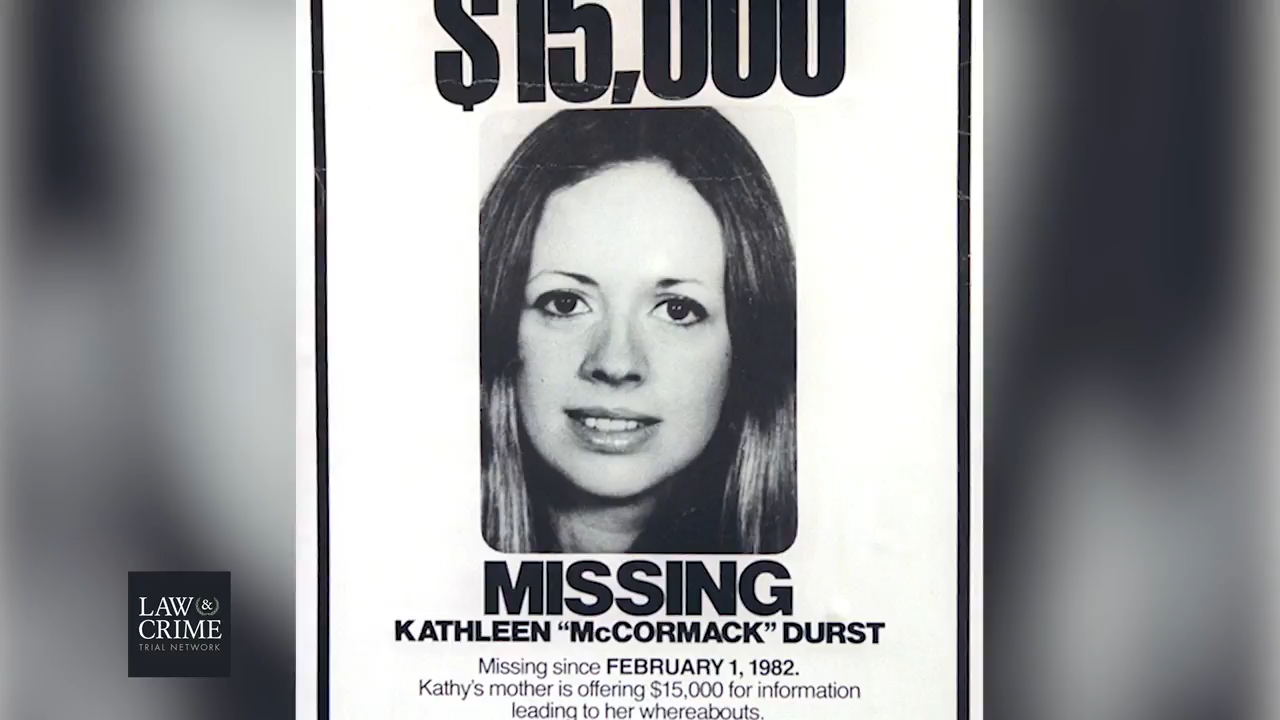 $15,000
MISSING
KATHLEEN “McCORMACK” DURST
Missing since FEBRUARY 1, 1982.
Kathy’s mother is offering $15,000 for information
leading to her whereabouts.
LAW &
CRIME
TRIAL NETWORK